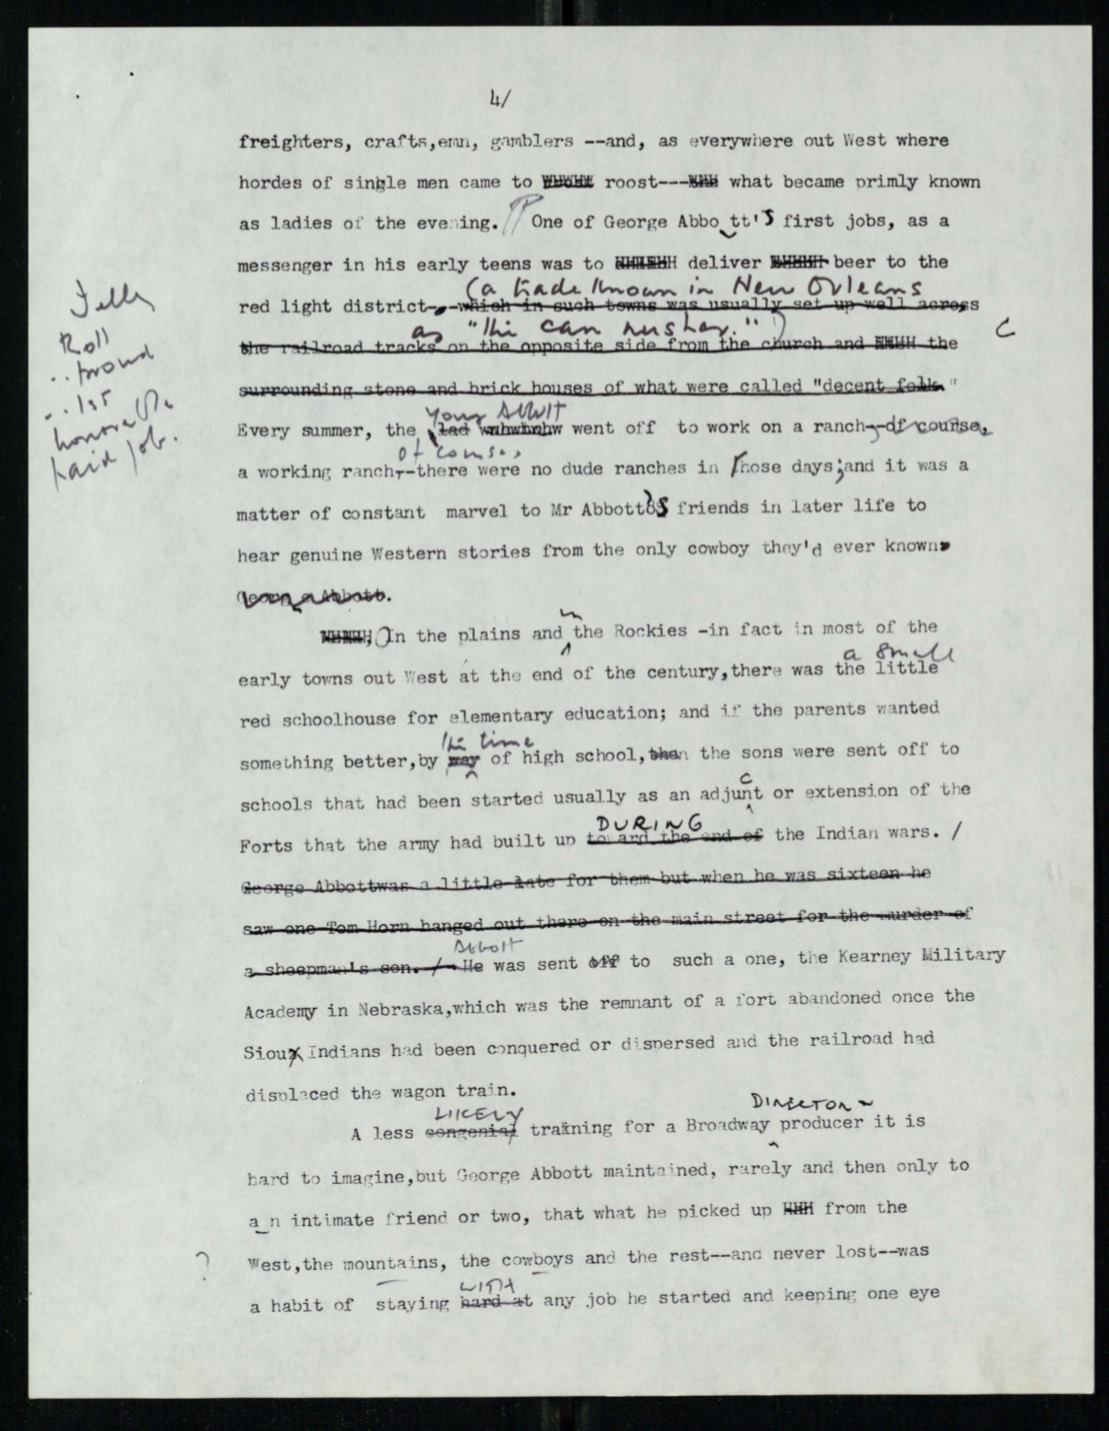 4/
freighters, crafts,emn, gamblers --and, as everywhere out West where
hordes of single men came to roost--- what became primly known
as ladies of the evening. One of George Abbott's first jobs, as a
messenger in his early teens was to deliver beer to the
(a trade known in New Orleans
red light district--which in such towns was usually set up well across
as "the can rusher.")
the railroad tracks on the opposite side from the church and the
C
surrounding stone and brick houses of what were called "decent folk."
young Abbott
Every summer, the lad went off to work on a ranch--of course,
of course,
a working ranch--there were no dude ranches in those days;and it was a
matter of constant marvel to Mr Abbott's friends in later life to
hear genuine Western stories from the only cowboy they'd ever known
George Abbott.
Roll
1st
paid job.
in
In the plains and the Rockies -in fact in most of the
a small
early towns out West at the end of the century,there was the little
red schoolhouse for elementary education; and if the parents wanted
the time
something better,by way of high school,then the sons were sent off to
c
schools that had been started usually as an adjunt or extension of the
DURING
Forts that the army had built up toward the end of the Indian wars. /
George Abbottwas a little late for them but when he was sixteen he
saw one Tom Horn hanged out there on the main street for the murder of
Abbott
a sheepman's son. /-He was sent off to such a one, the Kearney Military
Academy in Nebraska,which was the remnant of a fort abandoned once the
Sioux Indians had been conquered or dispersed and the railroad had
displaced the wagon train.
LIKELY
DIRECTOR-
A less congenial training for a Broadway producer it is
hard to imagine,but George Abbott maintained, rarely and then only to
a n intimate friend or two, that what he picked up from the
? West,the mountains, the cowboys and the rest--and never lost--was
WITH
a habit of staying hard at any job he started and keeping one eye